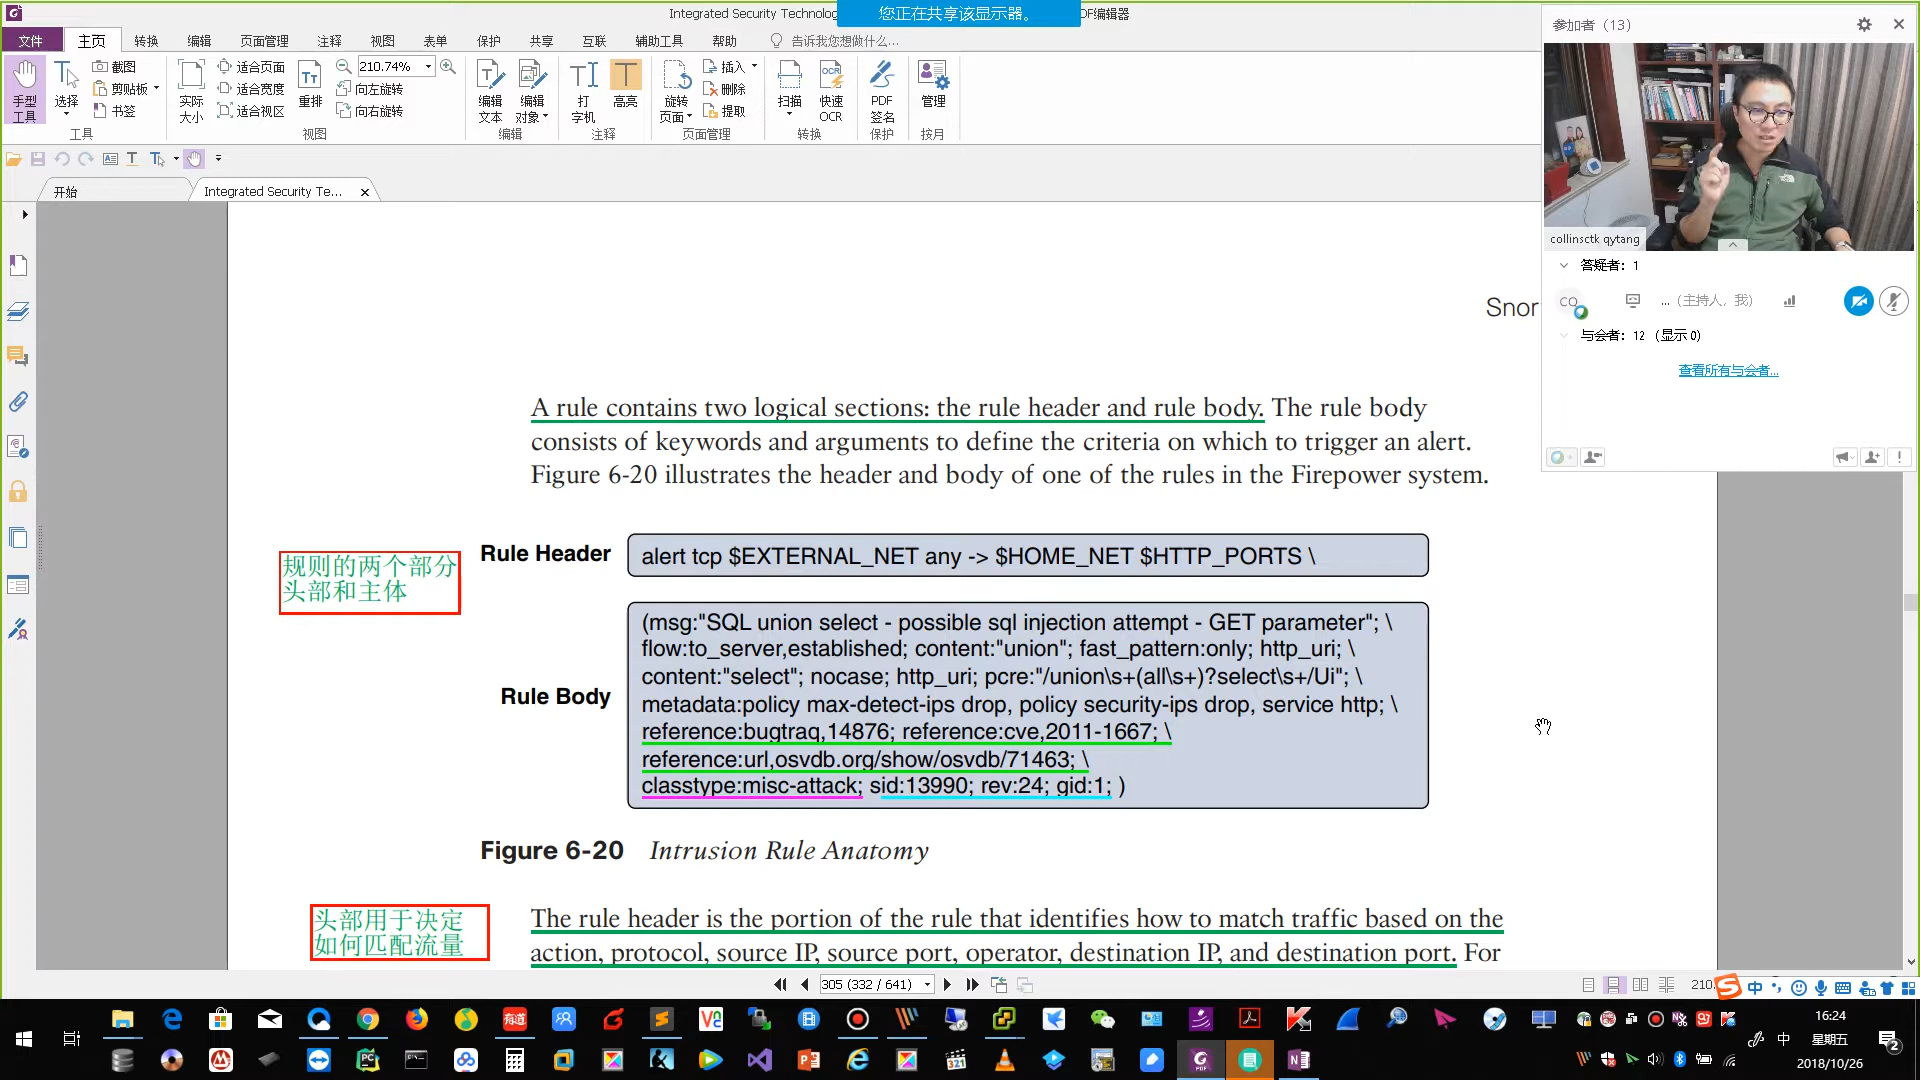 Integrated Security Technolog
您正在共享该显示器。
DF编辑器
文件
主页
转换
编辑
页面管理
注释
视图
表单
保护
共享
互联
辅助工具
帮助
告诉我您想做什么...
手型
工具
选择
截图
剪贴板
书签
工具
实际
大小
适合页面
适合宽度
适合视区
重排
210.74%
向左旋转
向右旋转
视图
编辑
文本
编辑
对象
编辑
打
字机
高亮
注释
旋转
页面
插入
删除
提取
页面管理
扫描
快速
OCR
转换
PDF
签名
保护
管理
按月
开始
Integrated Security Te...
参加者（13）
collinsctk qytang
答疑者：1
CQ
...（主持人，我）
与会者：12（显示 0）
查看所有与会者...
Snor
A rule contains two logical sections: the rule header and rule body. The rule body
consists of keywords and arguments to define the criteria on which to trigger an alert.
Figure 6-20 illustrates the header and body of one of the rules in the Firepower system.
规则的两个部分
头部和主体
Rule Header
alert tcp $EXTERNAL_NET any -> $HOME_NET $HTTP_PORTS \
Rule Body
(msg:"SQL union select - possible sql injection attempt - GET parameter"; \
flow:to_server,established; content:"union"; fast_pattern:only; http_uri; \
content:"select"; nocase; http_uri; pcre:"/union\s+(all\s+)?select\s+/Ui"; \
metadata:policy max-detect-ips drop, policy security-ips drop, service http; \
reference:bugtraq,14876; reference:cve,2011-1667; \
reference:url,osvdb.org/show/osvdb/71463; \
classtype:misc-attack; sid:13990; rev:24; gid:1; )
Figure 6-20 Intrusion Rule Anatomy
头部用于决定
如何匹配流量
The rule header is the portion of the rule that identifies how to match traffic based on the
action, protocol, source IP, source port, operator, destination IP, and destination port. For
305 (332 / 641)
210.
中
16:24
中
星期五
2018/10/26
2